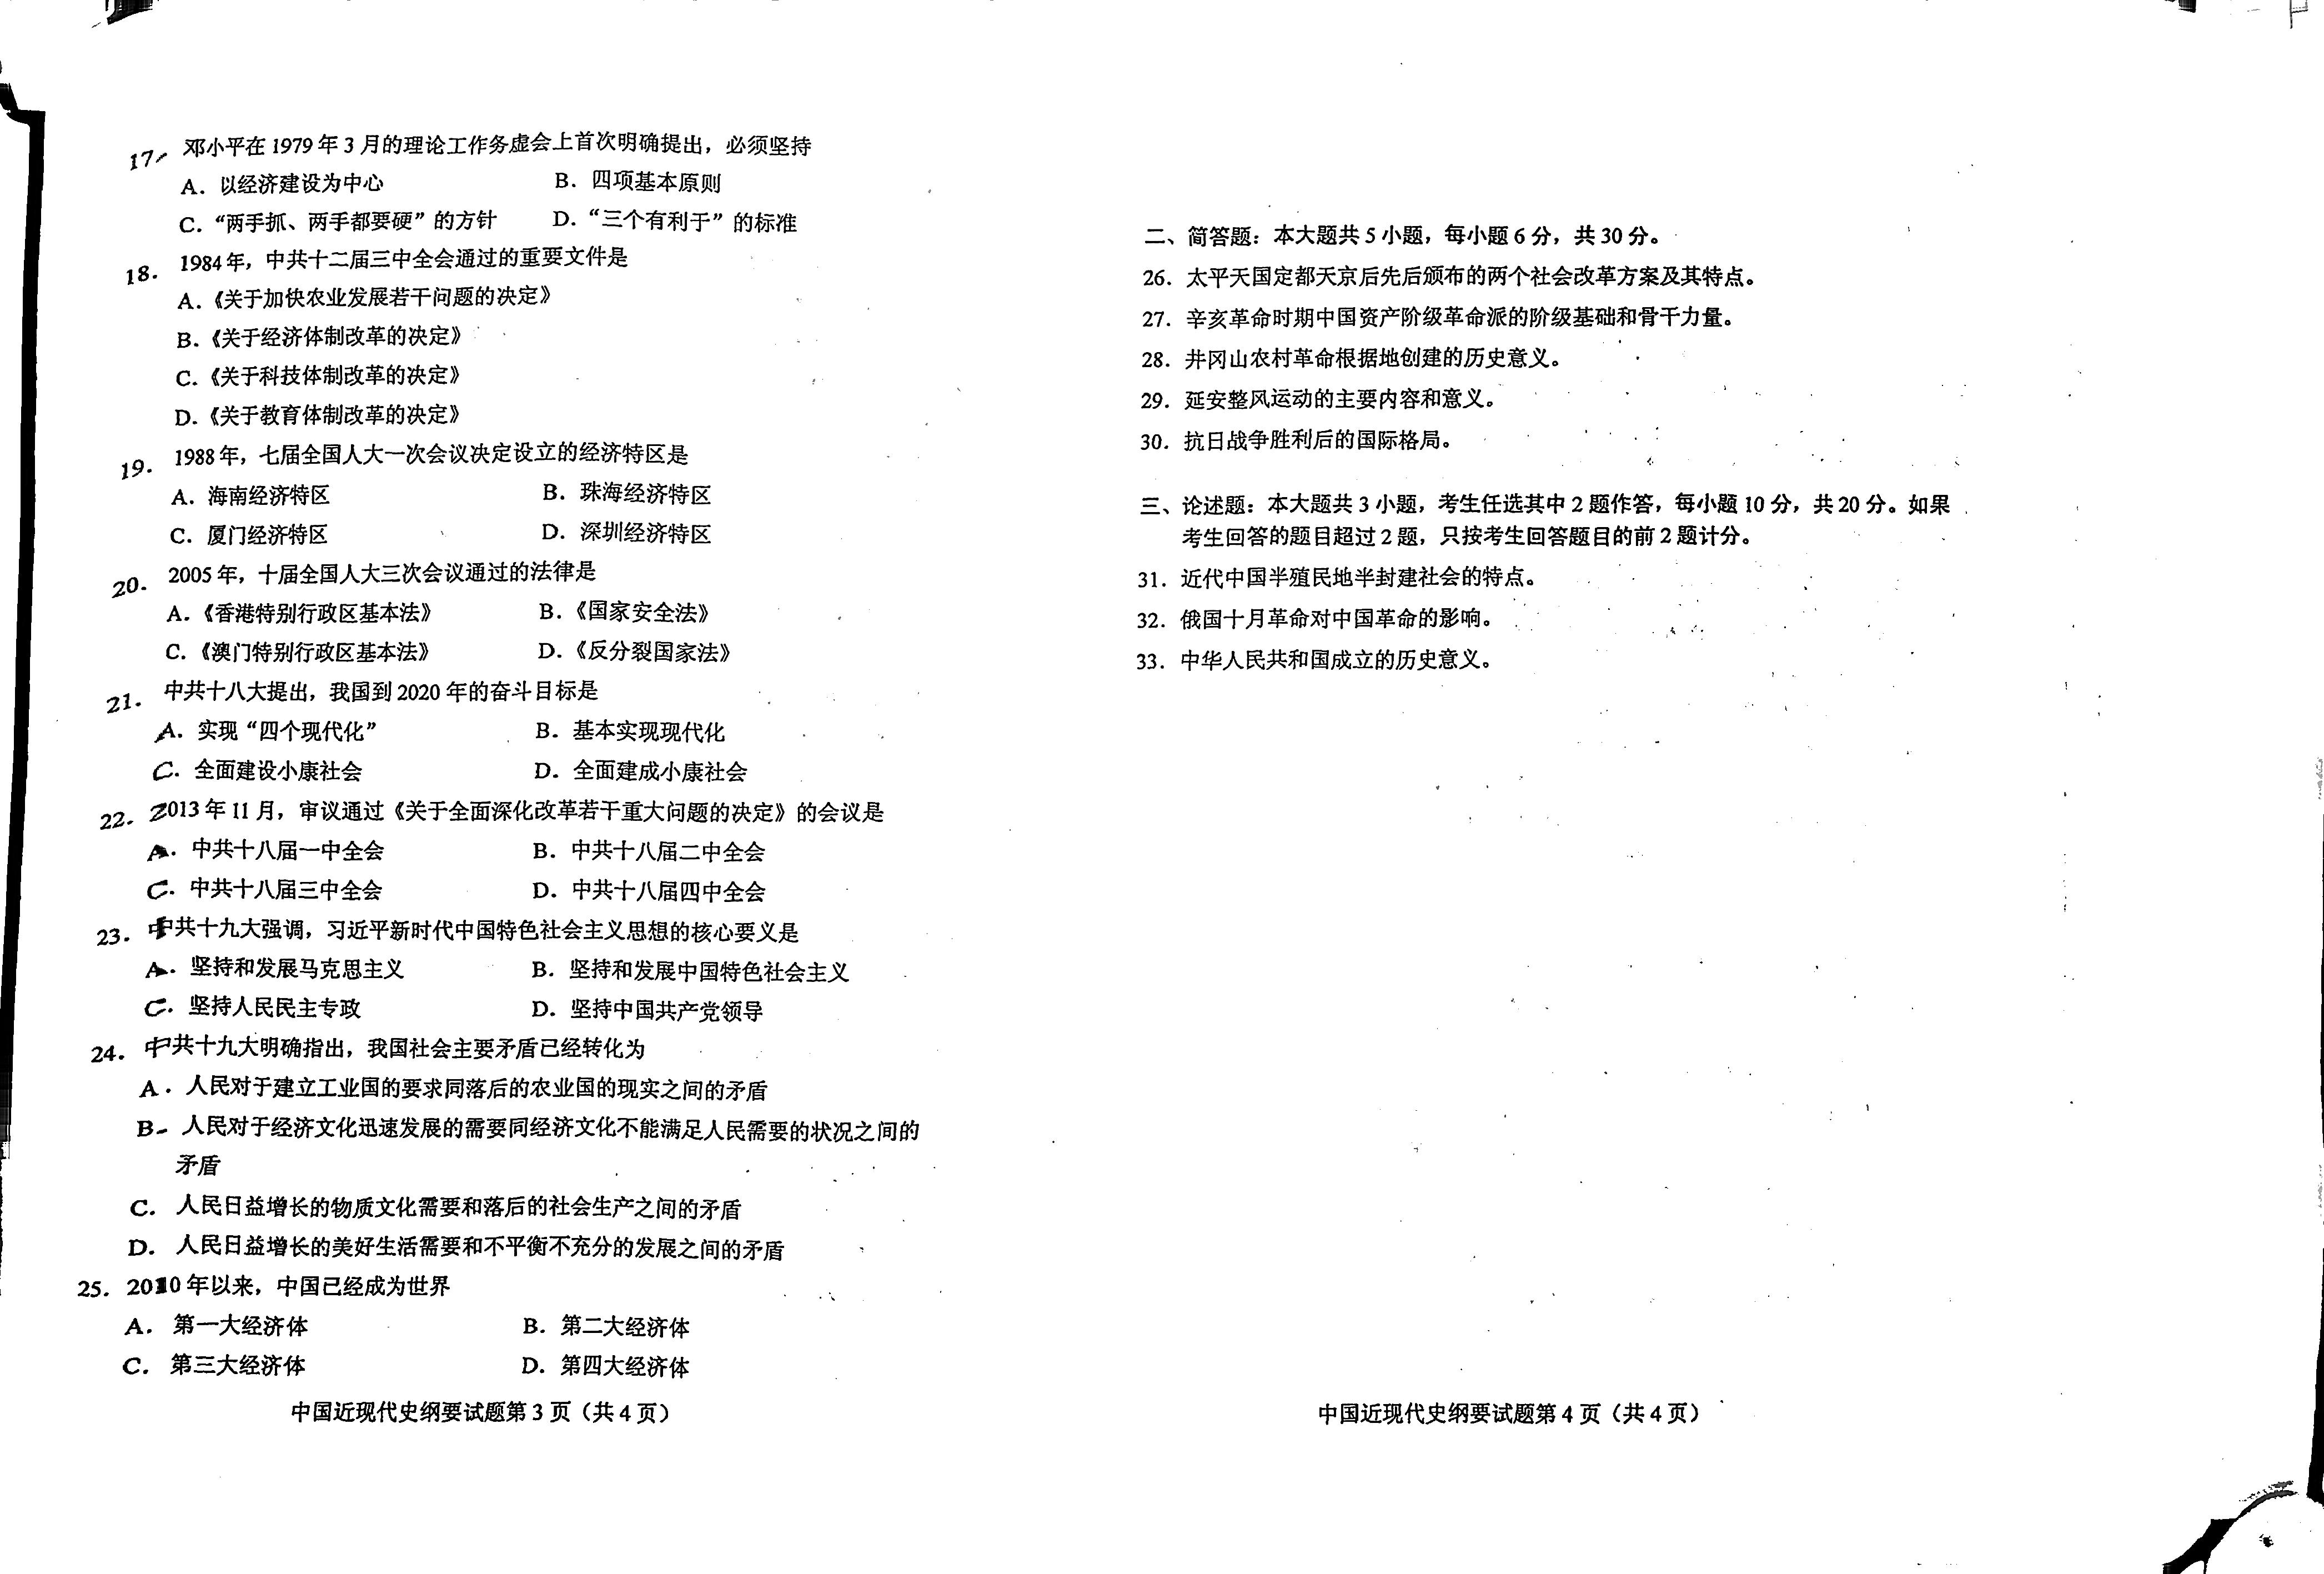 17. 邓小平在 1979 年 3 月的理论工作务虚会上首次明确提出，必须坚持
A. 以经济建设为中心 B. 四项基本原则
C. “两手抓、两手都要硬”的方针 D. “三个有利于”的标准
18. 1984 年，中共十二届三中全会通过的重要文件是
A.《关于加快农业发展若干问题的决定》
B.《关于经济体制改革的决定》
C.《关于科技体制改革的决定》
D.《关于教育体制改革的决定》
19. 1988 年，七届全国人大一次会议决定设立的经济特区是
A. 海南经济特区 B. 珠海经济特区
C. 厦门经济特区 D. 深圳经济特区
20. 2005 年，十届全国人大三次会议通过的法律是
A.《香港特别行政区基本法》 B.《国家安全法》
C.《澳门特别行政区基本法》 D.《反分裂国家法》
21. 中共十八大提出，我国到 2020 年的奋斗目标是
A. 实现“四个现代化” B. 基本实现现代化
C. 全面建设小康社会 D. 全面建成小康社会
22. 2013 年 11 月，审议通过《关于全面深化改革若干重大问题的决定》的会议是
A. 中共十八届一中全会 B. 中共十八届二中全会
C. 中共十八届三中全会 D. 中共十八届四中全会
23. 中共十九大强调，习近平新时代中国特色社会主义思想的核心要义是
A. 坚持和发展马克思主义 B. 坚持和发展中国特色社会主义
C. 坚持人民民主专政 D. 坚持中国共产党领导
24. 中共十九大明确指出，我国社会主要矛盾已经转化为
A. 人民对于建立工业国的要求同落后的农业国的现实之间的矛盾
B. 人民对于经济文化迅速发展的需要同经济文化不能满足人民需要的状况之间的
矛盾
C. 人民日益增长的物质文化需要和落后的社会生产之间的矛盾
D. 人民日益增长的美好生活需要和不平衡不充分的发展之间的矛盾
25. 2010 年以来，中国已经成为世界
A. 第一大经济体 B. 第二大经济体
C. 第三大经济体 D. 第四大经济体
中国近现代史纲要试题第 3 页（共 4 页）
二、简答题：本大题共 5 小题，每小题 6 分，共 30 分。
26. 太平天国定都天京后先后颁布的两个社会改革方案及其特点。
27. 辛亥革命时期中国资产阶级革命派的阶级基础和骨干力量。
28. 井冈山农村革命根据地创建的历史意义。
29. 延安整风运动的主要内容和意义。
30. 抗日战争胜利后的国际格局。
三、论述题：本大题共 3 小题，考生任选其中 2 题作答，每小题 10 分，共 20 分。如果
考生回答的题目超过 2 题，只按考生回答题目的前 2 题计分。
31. 近代中国半殖民地半封建社会的特点。
32. 俄国十月革命对中国革命的影响。
33. 中华人民共和国成立的历史意义。
中国近现代史纲要试题第 4 页（共 4 页）